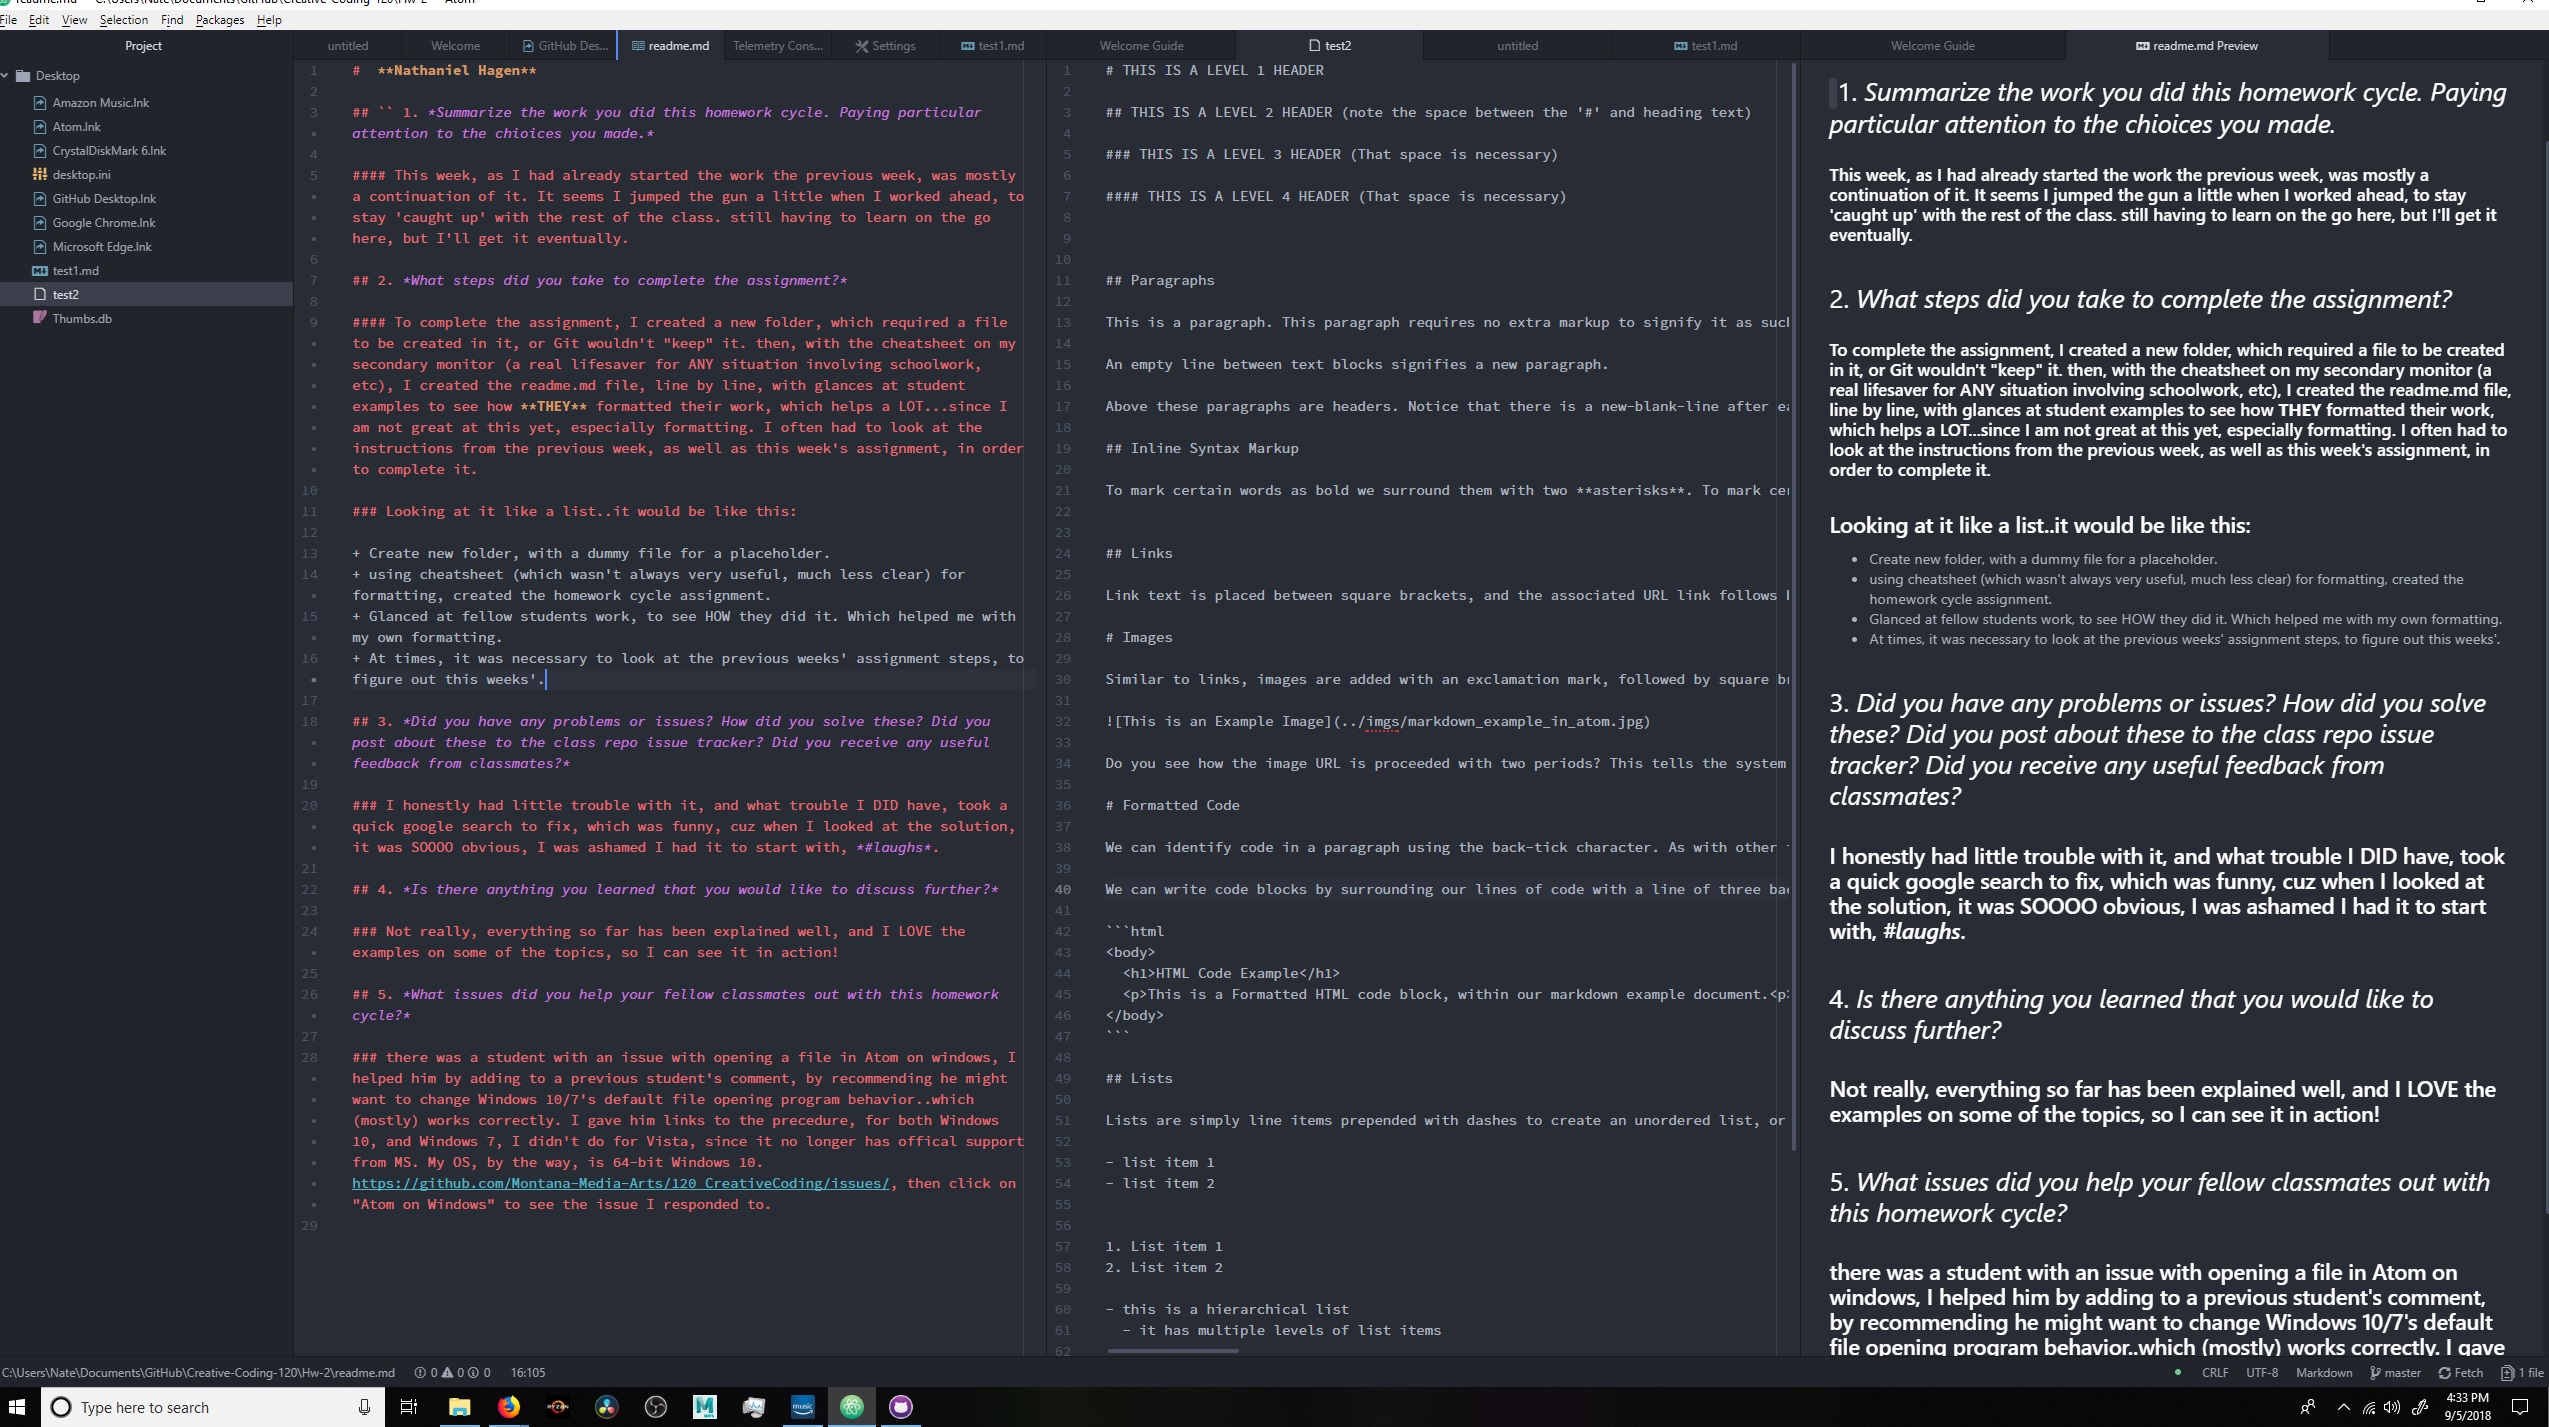 readme.md — C:\Users\Nate\Documents\GitHub\Creative-Coding-120\Hw-2 — Atom
File Edit View Selection Find Packages Help
Project
Desktop
Amazon Music.lnk
Atom.lnk
CrystalDiskMark 6.lnk
desktop.ini
GitHub Desktop.lnk
Google Chrome.lnk
Microsoft Edge.lnk
test1.md
test2
Thumbs.db
untitled Welcome GitHub Des... readme.md Telemetry Cons... Settings test1.md
1 # **Nathaniel Hagen**
2
3 ## `` 1. *Summarize the work you did this homework cycle. Paying particular
• attention to the chioices you made.*
4
5 #### This week, as I had already started the work the previous week, was mostly
• a continuation of it. It seems I jumped the gun a little when I worked ahead, to
• stay 'caught up' with the rest of the class. still having to learn on the go
• here, but I'll get it eventually.
6
7 ## 2. *What steps did you take to complete the assignment?*
8
9 #### To complete the assignment, I created a new folder, which required a file
• to be created in it, or Git wouldn't "keep" it. then, with the cheatsheet on my
• secondary monitor (a real lifesaver for ANY situation involving schoolwork,
• etc), I created the readme.md file, line by line, with glances at student
• examples to see how **THEY** formatted their work, which helps a LOT...since I
• am not great at this yet, especially formatting. I often had to look at the
• instructions from the previous week, as well as this week's assignment, in order
• to complete it.
10
11 ### Looking at it like a list..it would be like this:
12
13 + Create new folder, with a dummy file for a placeholder.
14 + using cheatsheet (which wasn't always very useful, much less clear) for
• formatting, created the homework cycle assignment.
15 + Glanced at fellow students work, to see HOW they did it. Which helped me with
• my own formatting.
16 + At times, it was necessary to look at the previous weeks' assignment steps, to
• figure out this weeks'.
17
18 ## 3. *Did you have any problems or issues? How did you solve these? Did you
• post about these to the class repo issue tracker? Did you receive any useful
• feedback from classmates?*
19
20 ### I honestly had little trouble with it, and what trouble I DID have, took a
• quick google search to fix, which was funny, cuz when I looked at the solution,
• it was SOOOO obvious, I was ashamed I had it to start with, *#laughs*.
21
22 ## 4. *Is there anything you learned that you would like to discuss further?*
23
24 ### Not really, everything so far has been explained well, and I LOVE the
• examples on some of the topics, so I can see it in action!
25
26 ## 5. *What issues did you help your fellow classmates out with this homework
• cycle?*
27
28 ### there was a student with an issue with opening a file in Atom on windows, I
• helped him by adding to a previous student's comment, by recommending he might
• want to change Windows 10/7's default file opening program behavior..which
• (mostly) works correctly. I gave him links to the precedure, for both Windows
• 10, and Windows 7, I didn't do for Vista, since it no longer has offical support
• from MS. My OS, by the way, is 64-bit Windows 10.
• https://github.com/Montana-Media-Arts/120_CreativeCoding/issues/, then click on
• "Atom on Windows" to see the issue I responded to.
29
Welcome Guide test2 untitled test1.md
1 # THIS IS A LEVEL 1 HEADER
2
3 ## THIS IS A LEVEL 2 HEADER (note the space between the '#' and heading text)
4
5 ### THIS IS A LEVEL 3 HEADER (That space is necessary)
6
7 #### THIS IS A LEVEL 4 HEADER (That space is necessary)
8
9
10
11 ## Paragraphs
12
13 This is a paragraph. This paragraph requires no extra markup to signify it as such
14
15 An empty line between text blocks signifies a new paragraph.
16
17 Above these paragraphs are headers. Notice that there is a new-blank-line after
18
19 ## Inline Syntax Markup
20
21 To mark certain words as bold we surround them with two **asterisks**. To mark
22
23
24 ## Links
25
26 Link text is placed between square brackets, and the associated URL link follows
27
28 # Images
29
30 Similar to links, images are added with an exclamation mark, followed by square
31
32 ![This is an Example Image](../imgs/markdown_example_in_atom.jpg)
33
34 Do you see how the image URL is proceeded with two periods? This tells the system
35
36 # Formatted Code
37
38 We can identify code in a paragraph using the back-tick character. As with other
39
40 We can write code blocks by surrounding our lines of code with a line of three
41
42 ```html
43 <body>
44 <h1>HTML Code Example</h1>
45 <p>This is a Formatted HTML code block, within our markdown example document.<p>
46 </body>
47 ```
48
49 ## Lists
50
51 Lists are simply line items prepended with dashes to create an unordered list, or
52
53 - list item 1
54 - list item 2
55
56
57 1. List item 1
58 2. List item 2
59
60 - this is a hierarchical list
61 - it has multiple levels of list items
62
Welcome Guide readme.md Preview
1. Summarize the work you did this homework cycle. Paying
particular attention to the chioices you made.
This week, as I had already started the work the previous week, was mostly a
continuation of it. It seems I jumped the gun a little when I worked ahead, to stay
'caught up' with the rest of the class. still having to learn on the go here, but I'll get it
eventually.
2. What steps did you take to complete the assignment?
To complete the assignment, I created a new folder, which required a file to be created
in it, or Git wouldn't "keep" it. then, with the cheatsheet on my secondary monitor (a
real lifesaver for ANY situation involving schoolwork, etc), I created the readme.md file,
line by line, with glances at student examples to see how THEY formatted their work,
which helps a LOT...since I am not great at this yet, especially formatting. I often had to
look at the instructions from the previous week, as well as this week's assignment, in
order to complete it.
Looking at it like a list..it would be like this:
• Create new folder, with a dummy file for a placeholder.
• using cheatsheet (which wasn't always very useful, much less clear) for formatting, created the
homework cycle assignment.
• Glanced at fellow students work, to see HOW they did it. Which helped me with my own formatting.
• At times, it was necessary to look at the previous weeks' assignment steps, to figure out this weeks'.
3. Did you have any problems or issues? How did you solve
these? Did you post about these to the class repo issue
tracker? Did you receive any useful feedback from
classmates?
I honestly had little trouble with it, and what trouble I DID have, took
a quick google search to fix, which was funny, cuz when I looked at
the solution, it was SOOOO obvious, I was ashamed I had it to start
with, #laughs.
4. Is there anything you learned that you would like to
discuss further?
Not really, everything so far has been explained well, and I LOVE the
examples on some of the topics, so I can see it in action!
5. What issues did you help your fellow classmates out with
this homework cycle?
there was a student with an issue with opening a file in Atom on
windows, I helped him by adding to a previous student's comment,
by recommending he might want to change Windows 10/7's default
file opening program behavior..which (mostly) works correctly. I gave
C:\Users\Nate\Documents\GitHub\Creative-Coding-120\Hw-2\readme.md 0 0 0 16:105 CRLF UTF-8 Markdown master Fetch 1 file
Type here to search RYZEN M music 4:33 PM
9/5/2018